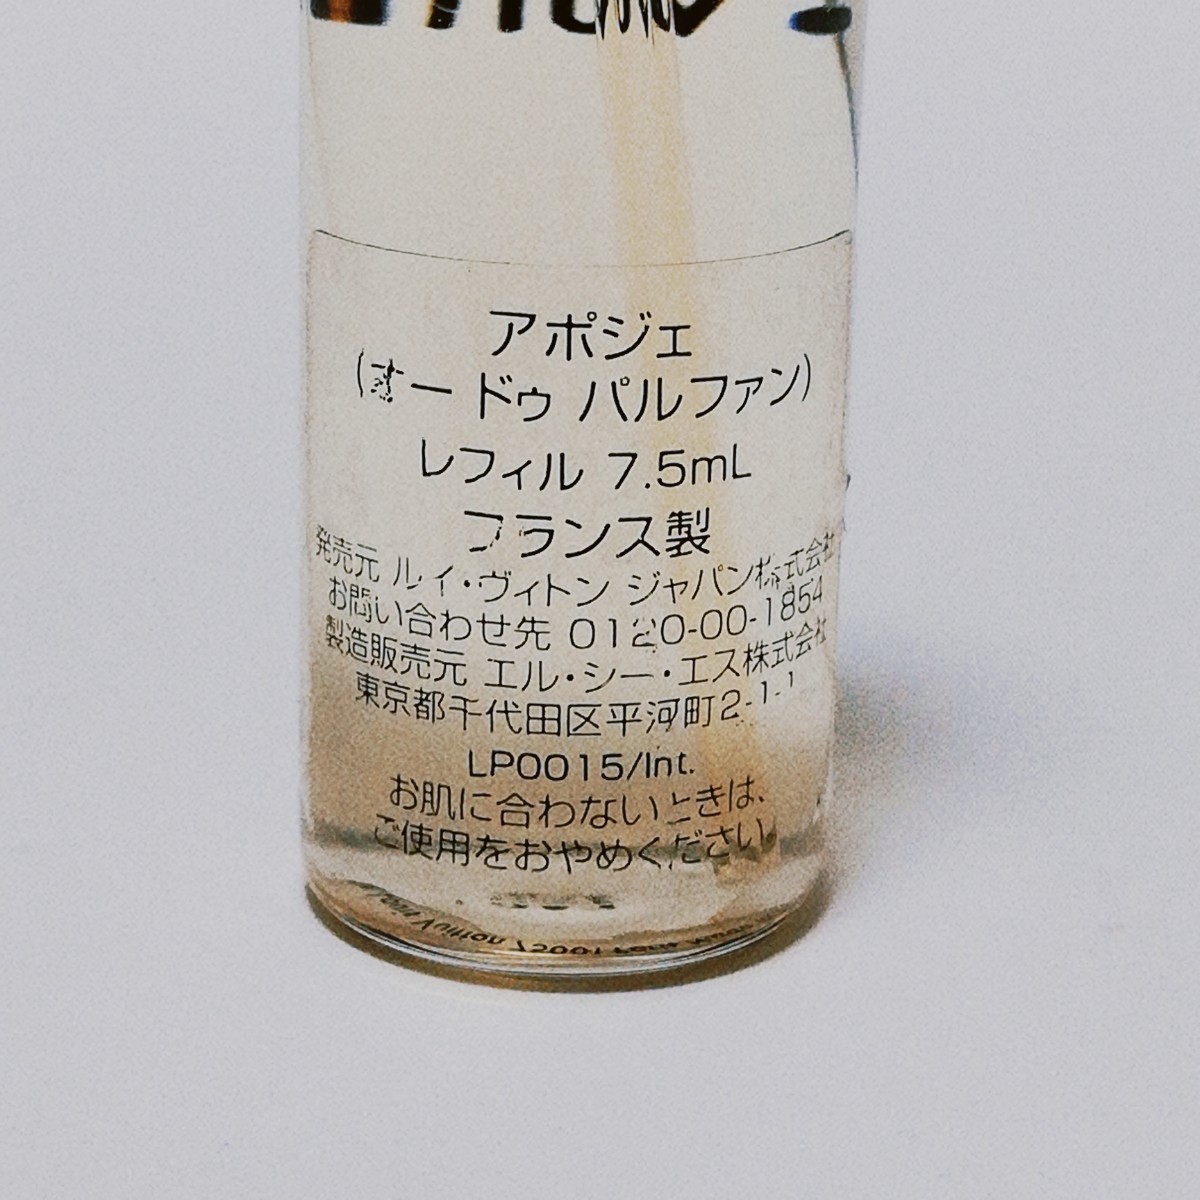 アポジェ
(オー ドゥ パルファン)
レフィル 7.5mL
フランス製
発売元 ルイ・ヴィトン ジャパン株式会社
お問い合わせ先 0120-00-1854
製造販売元 エル・シー・エス株式会社
東京都千代田区平河町2-1-1
LP0015/Int.
お肌に合わないときは、
ご使用をおやめください